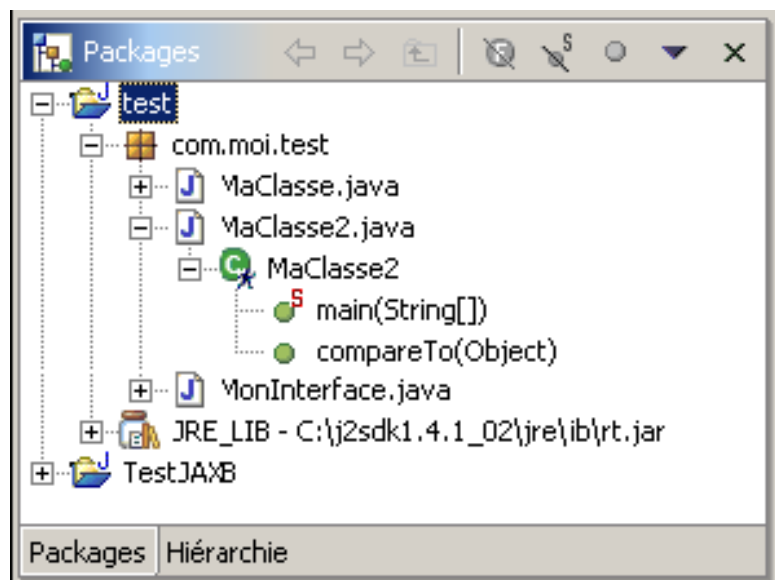 Packages
test
com.moi.test
MaClasse.java
MaClasse2.java
MaClasse2
main(String[])
compareTo(Object)
MonInterface.java
JRE_LIB - C:\j2sdk1.4.1_02\jre\ib\rt.jar
TestJAXB
Packages Hiérarchie